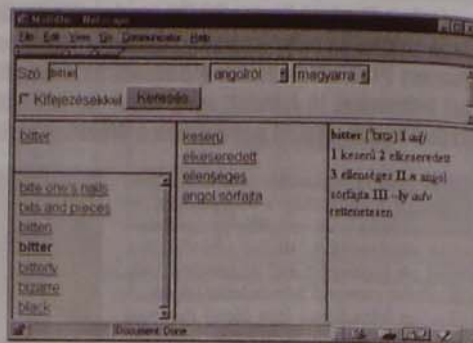 MoBiDic - Netscape
File Edit View Go Communicator Help
Szó bitter angolról magyarra
Kifejezésekkel Keresés
bitter
bite one's nails
bits and pieces
bitten
bitter
bitterly
bizarre
black
keserű
elkeseredett
ellenséges
angol sörfajta
bitter I adj
1 keserű 2 elkeseredett
3 ellenséges II n angol
sörfajta III ~ly adv
rettenetesen
Document: Done